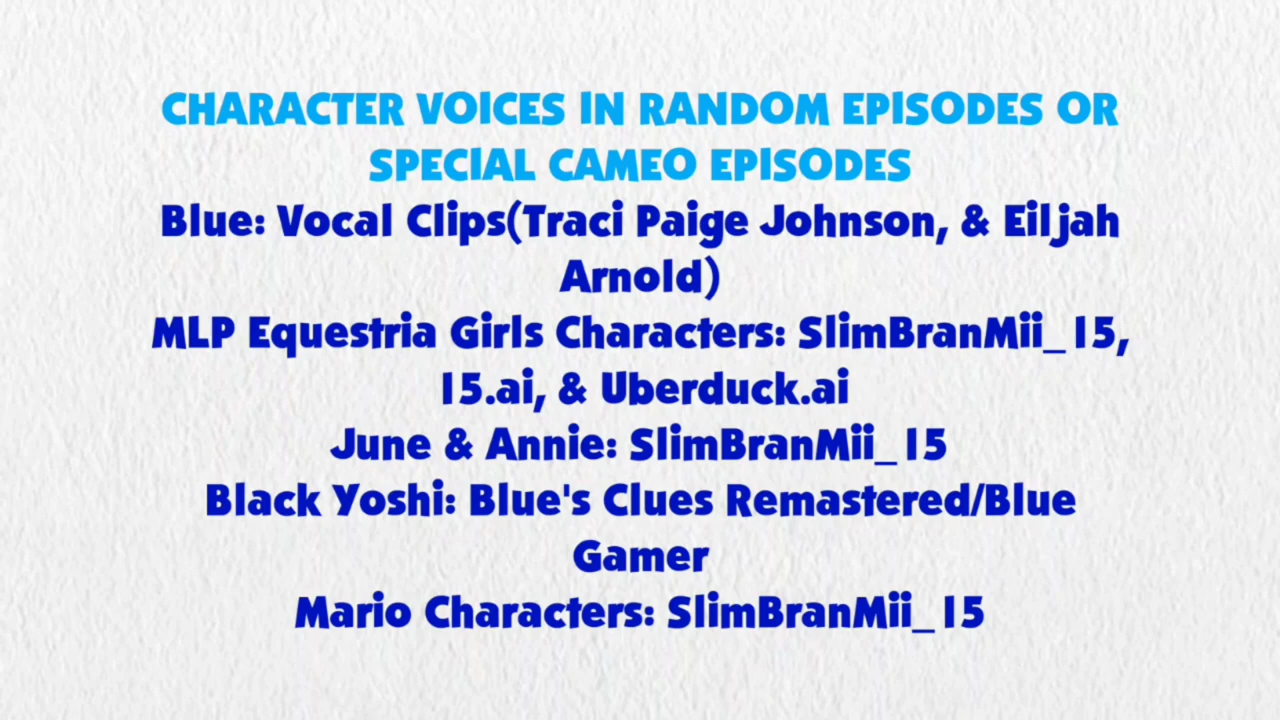 CHARACTER VOICES IN RANDOM EPISODES OR
SPECIAL CAMEO EPISODES
Blue: Vocal Clips(Traci Paige Johnson, & Eiljah
Arnold)
MLP Equestria Girls Characters: SlimBranMii_15,
15.ai, & Uberduck.ai
June & Annie: SlimBranMii_15
Black Yoshi: Blue's Clues Remastered/Blue
Gamer
Mario Characters: SlimBranMii_15